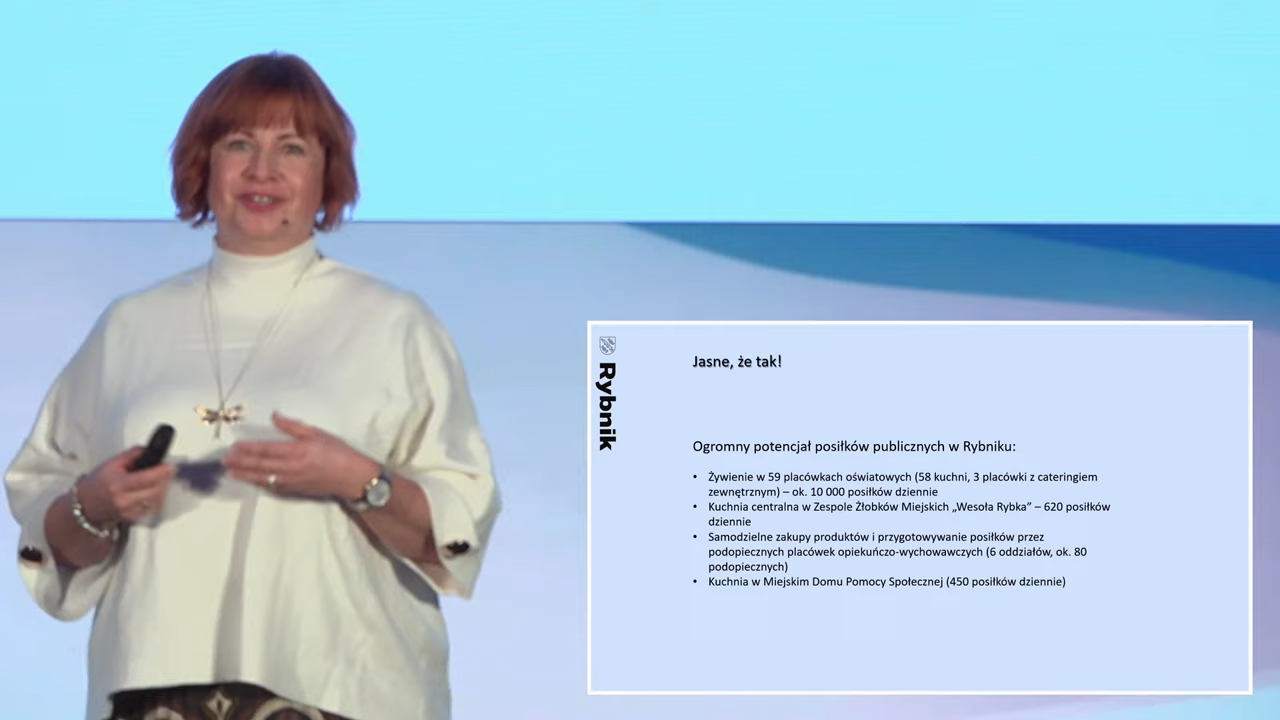 Rybnik
Jasne, że tak!
Ogromny potencjał posiłków publicznych w Rybniku:
• Żywienie w 59 placówkach oświatowych (58 kuchni, 3 placówki z cateringiem
zewnętrznym) – ok. 10 000 posiłków dziennie
• Kuchnia centralna w Zespole Żłobków Miejskich „Wesoła Rybka” – 620 posiłków
dziennie
• Samodzielne zakupy produktów i przygotowywanie posiłków przez
podopiecznych placówek opiekuńczo-wychowawczych (6 oddziałów, ok. 80
podopiecznych)
• Kuchnia w Miejskim Domu Pomocy Społecznej (450 posiłków dziennie)